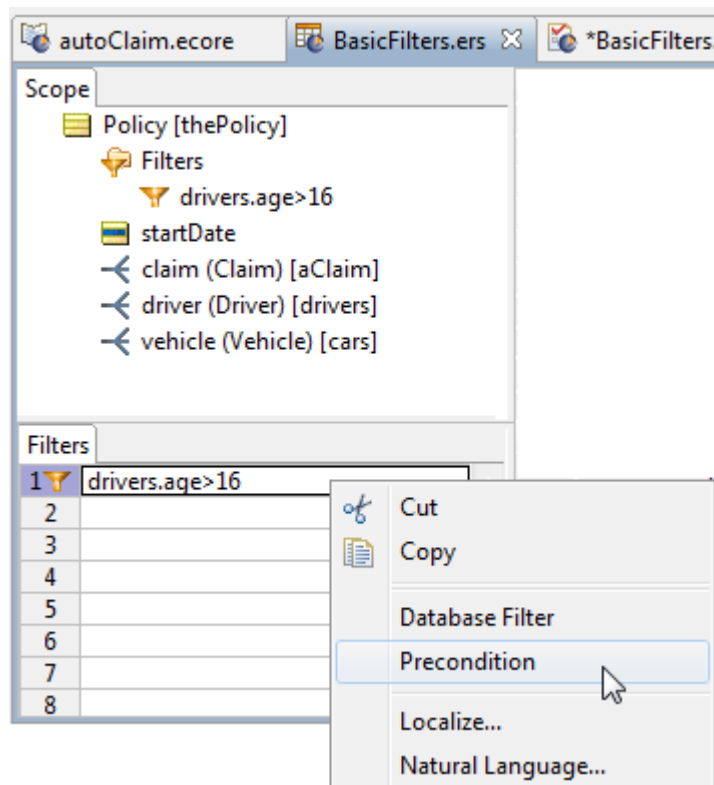 autoClaim.ecore BasicFilters.ers *BasicFilters.
Scope
Policy [thePolicy]
Filters
drivers.age>16
startDate
claim (Claim) [aClaim]
driver (Driver) [drivers]
vehicle (Vehicle) [cars]
Filters
1 drivers.age>16
2
3
4
5
6
7
8
Cut
Copy
Database Filter
Precondition
Localize...
Natural Language...